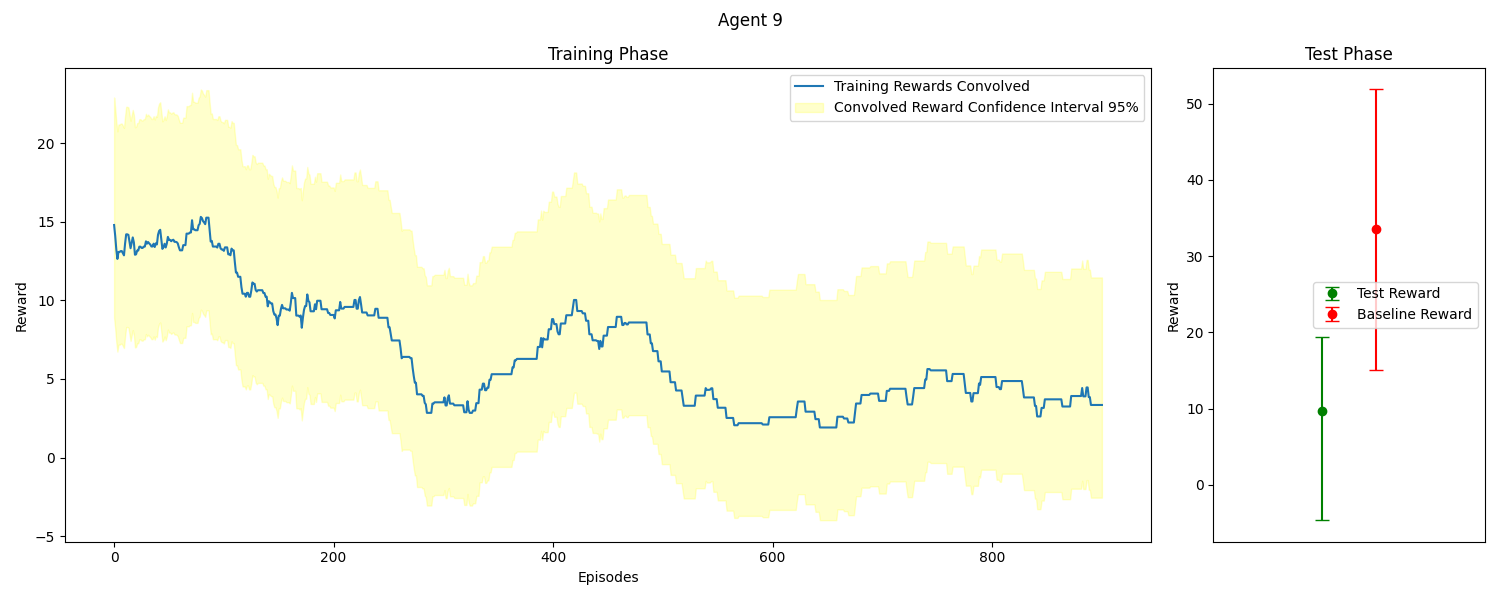 Agent 9
Training Phase
Training Rewards Convolved
Convolved Reward Confidence Interval 95%
Reward
20
15
10
5
0
−5
0
200
400
600
800
Episodes
Test Phase
Reward
50
40
30
20
10
0
Test Reward
Baseline Reward